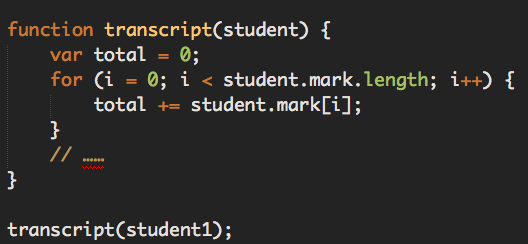 function transcript(student) {
    var total = 0;
    for (i = 0; i < student.mark.length; i++) {
        total += student.mark[i];
    }
    // ……
}
transcript(student1);